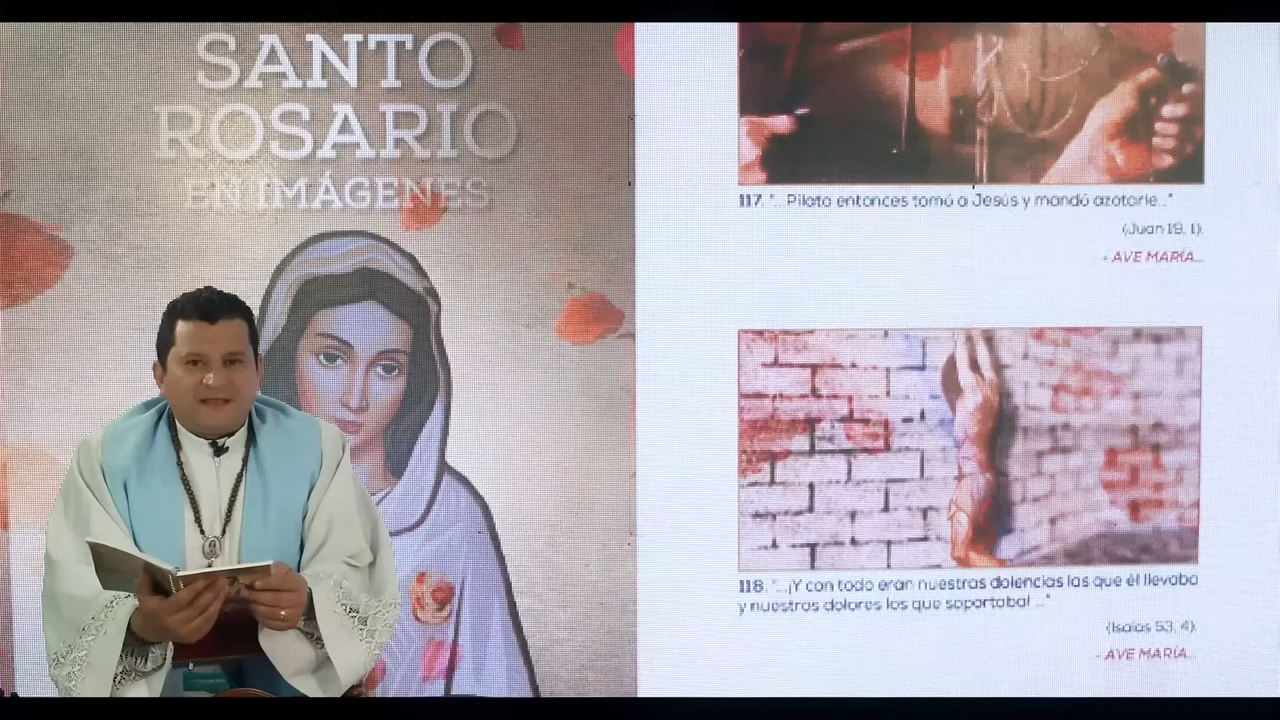 SANTO
ROSARIO
EN IMÁGENES
117. "...Pilato entonces tomó a Jesús y mandó azotarle..."
(Juan 19, 1).
- AVE MARÍA...
118. "...¡Y con todo eran nuestras dolencias las que él llevaba
y nuestros dolores los que soportaba! ..."
(Isaías 53, 4).
- AVE MARÍA...